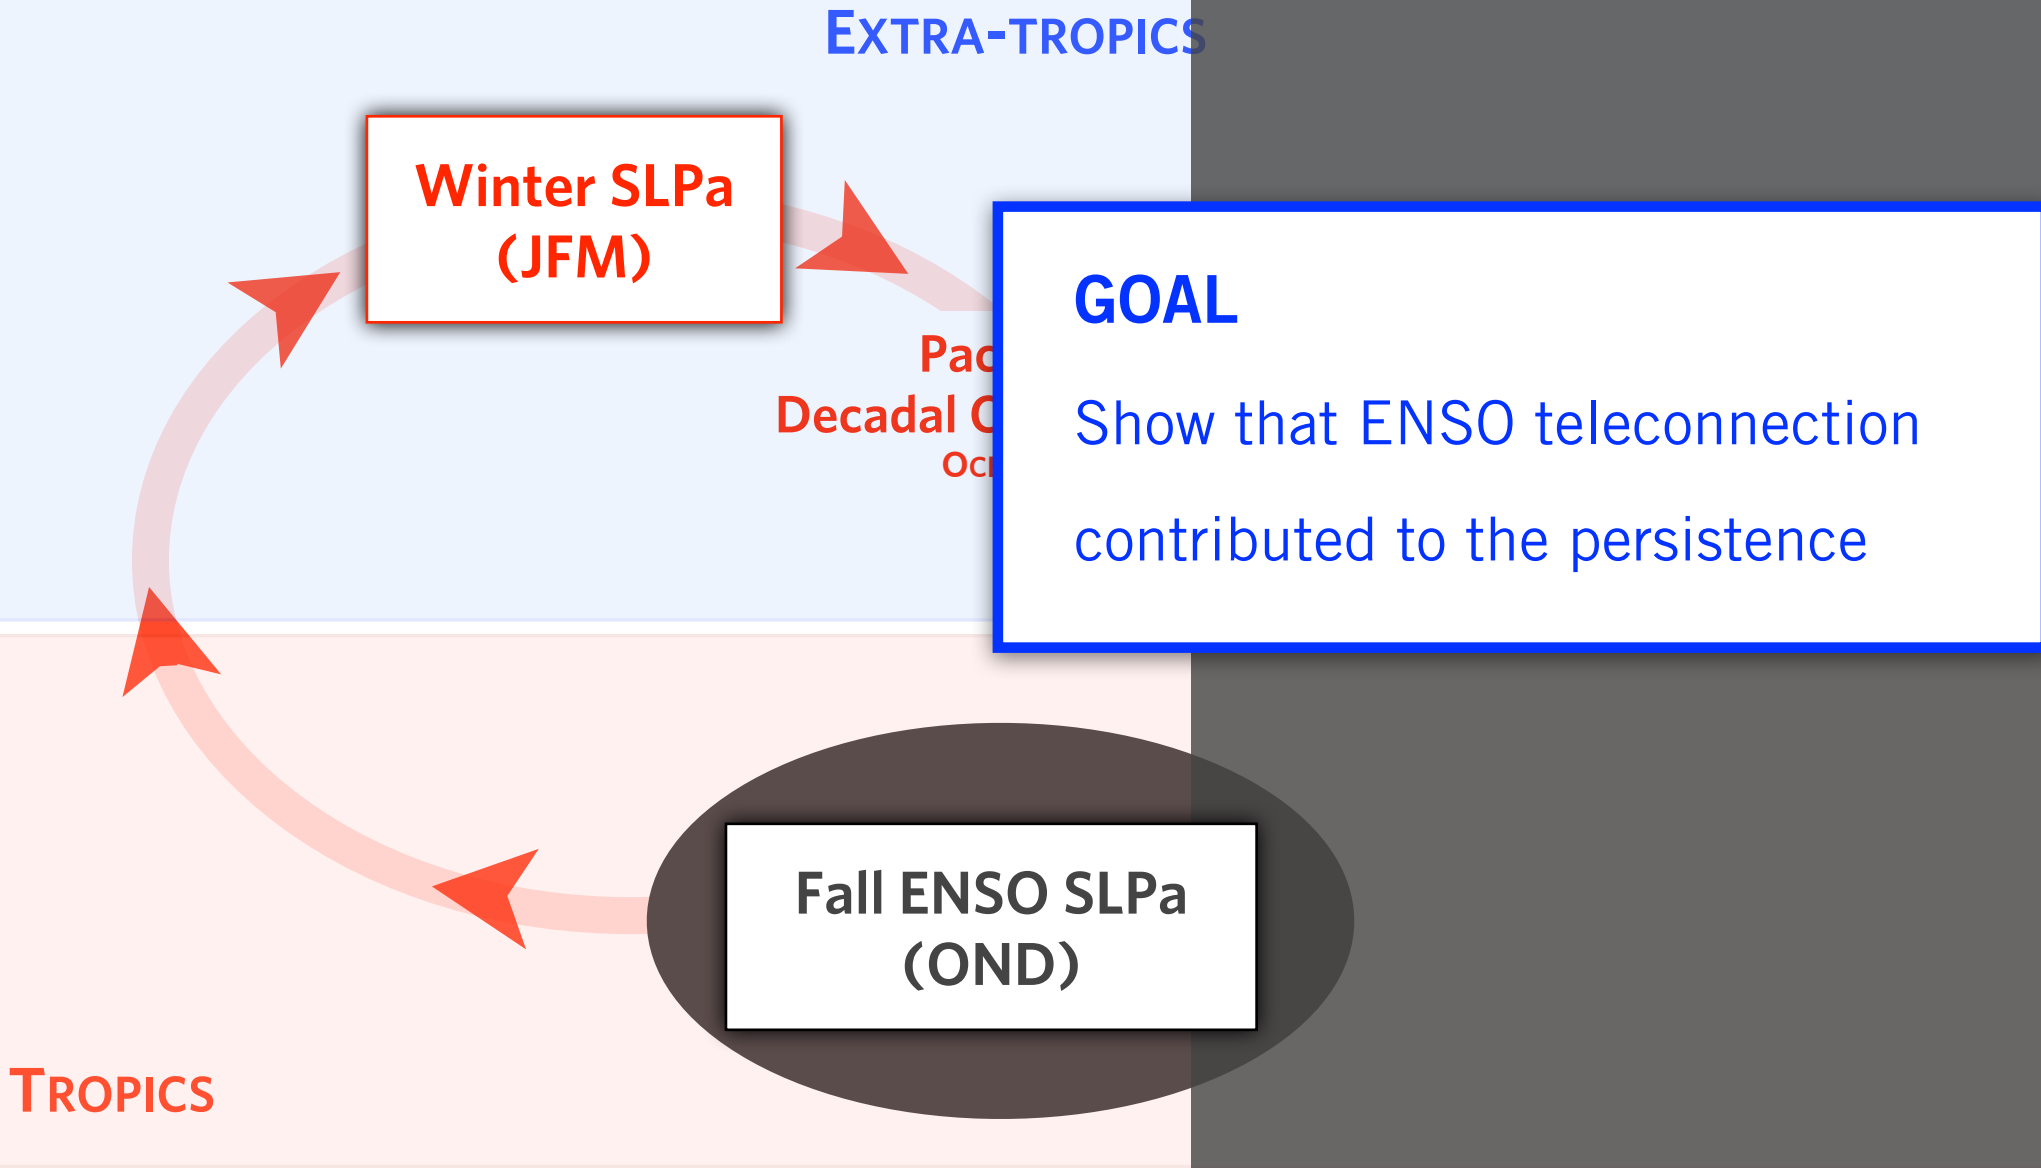 EXTRA-TROPICS
Winter SLPa
(JFM)
GOAL
Show that ENSO teleconnection
contributed to the persistence
Decadal
Fall ENSO SLPa
(OND)
TROPICS